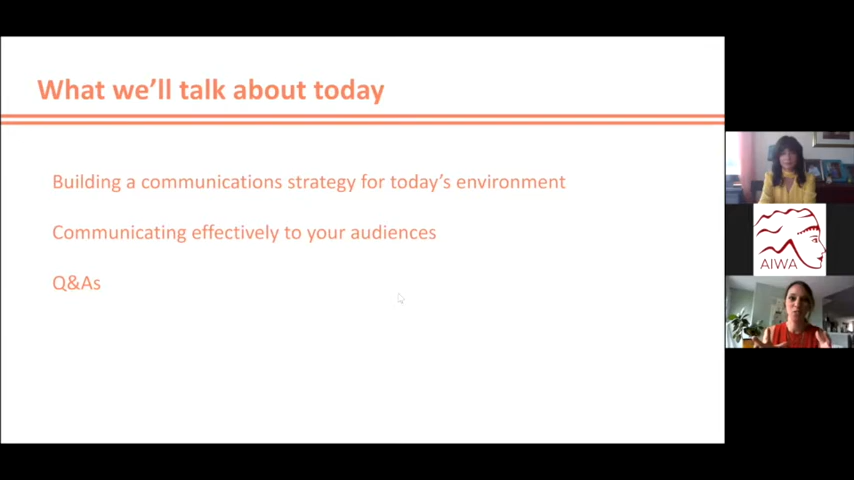 What we'll talk about today
Building a communications strategy for today's environment
Communicating effectively to your audiences
Q&As
AIWA